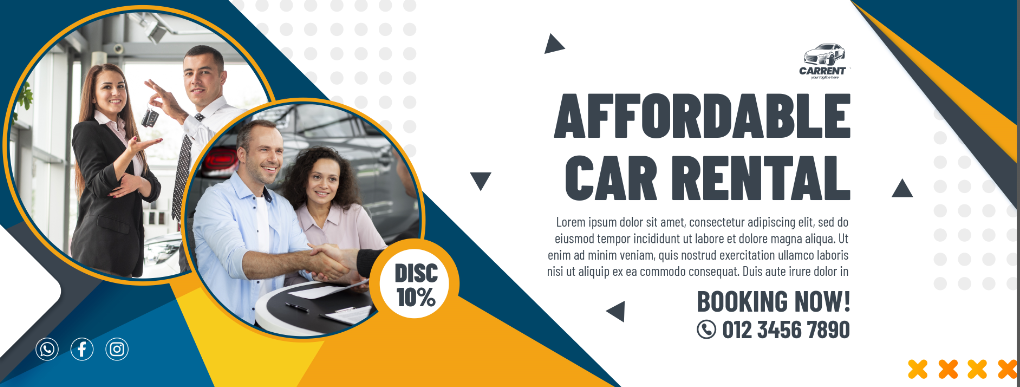 CARRENT
AFFORDABLE
CAR RENTAL
Lorem ipsum dolor sit amet, consectetur adipiscing elit, sed do
eiusmod tempor incididunt ut labore et dolore magna aliqua. Ut
enim ad minim veniam, quis nostrud exercitation ullamco laboris
nisi ut aliquip ex ea commodo consequat. Duis aute irure dolor in
BOOKING NOW!
012 3456 7890
DISC
10%